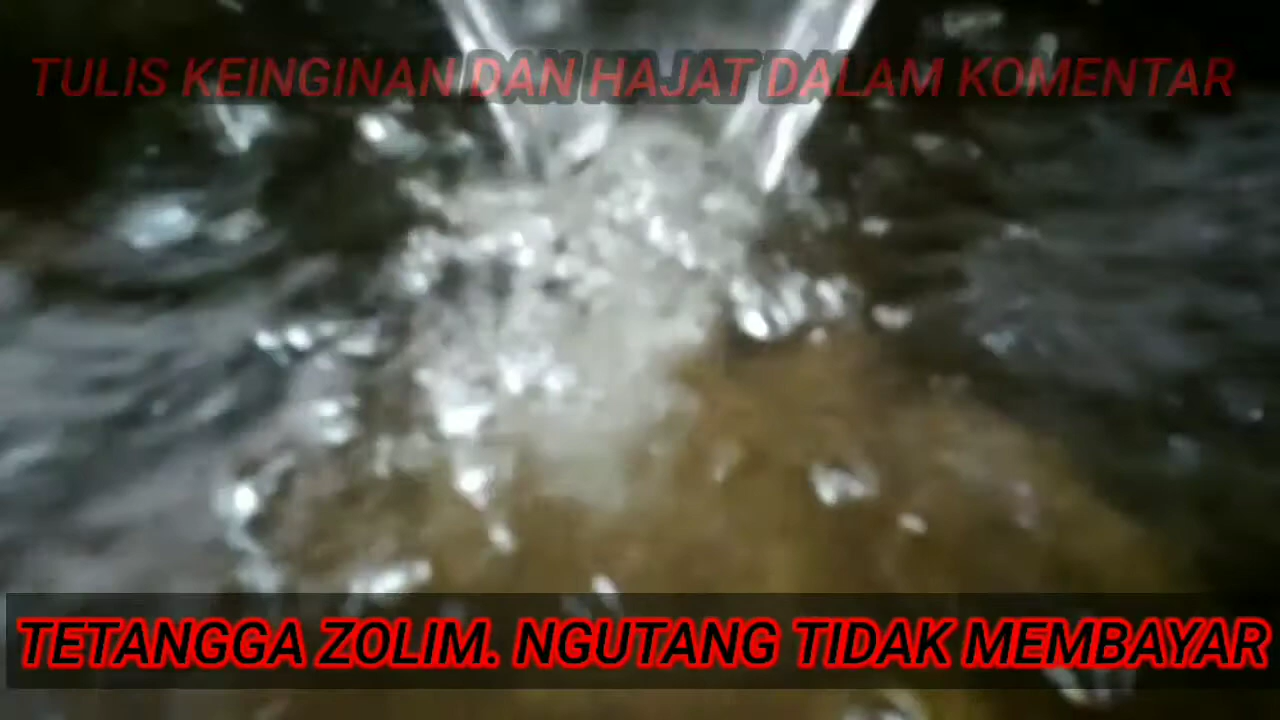 TULIS KEINGINAN DAN HAJAT DALAM KOMENTAR
TETANGGA ZOLIM. NGUTANG TIDAK MEMBAYAR